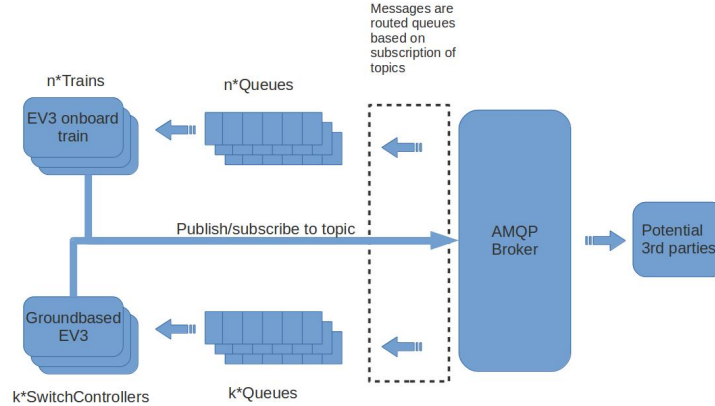 Messages are
routed queues
based on
subscription of
topics
n*Trains
n*Queues
EV3 onboard
train
Publish/subscribe to topic
AMQP
Broker
Potential
3rd parties
Groundbased
EV3
k*SwitchControllers
k*Queues